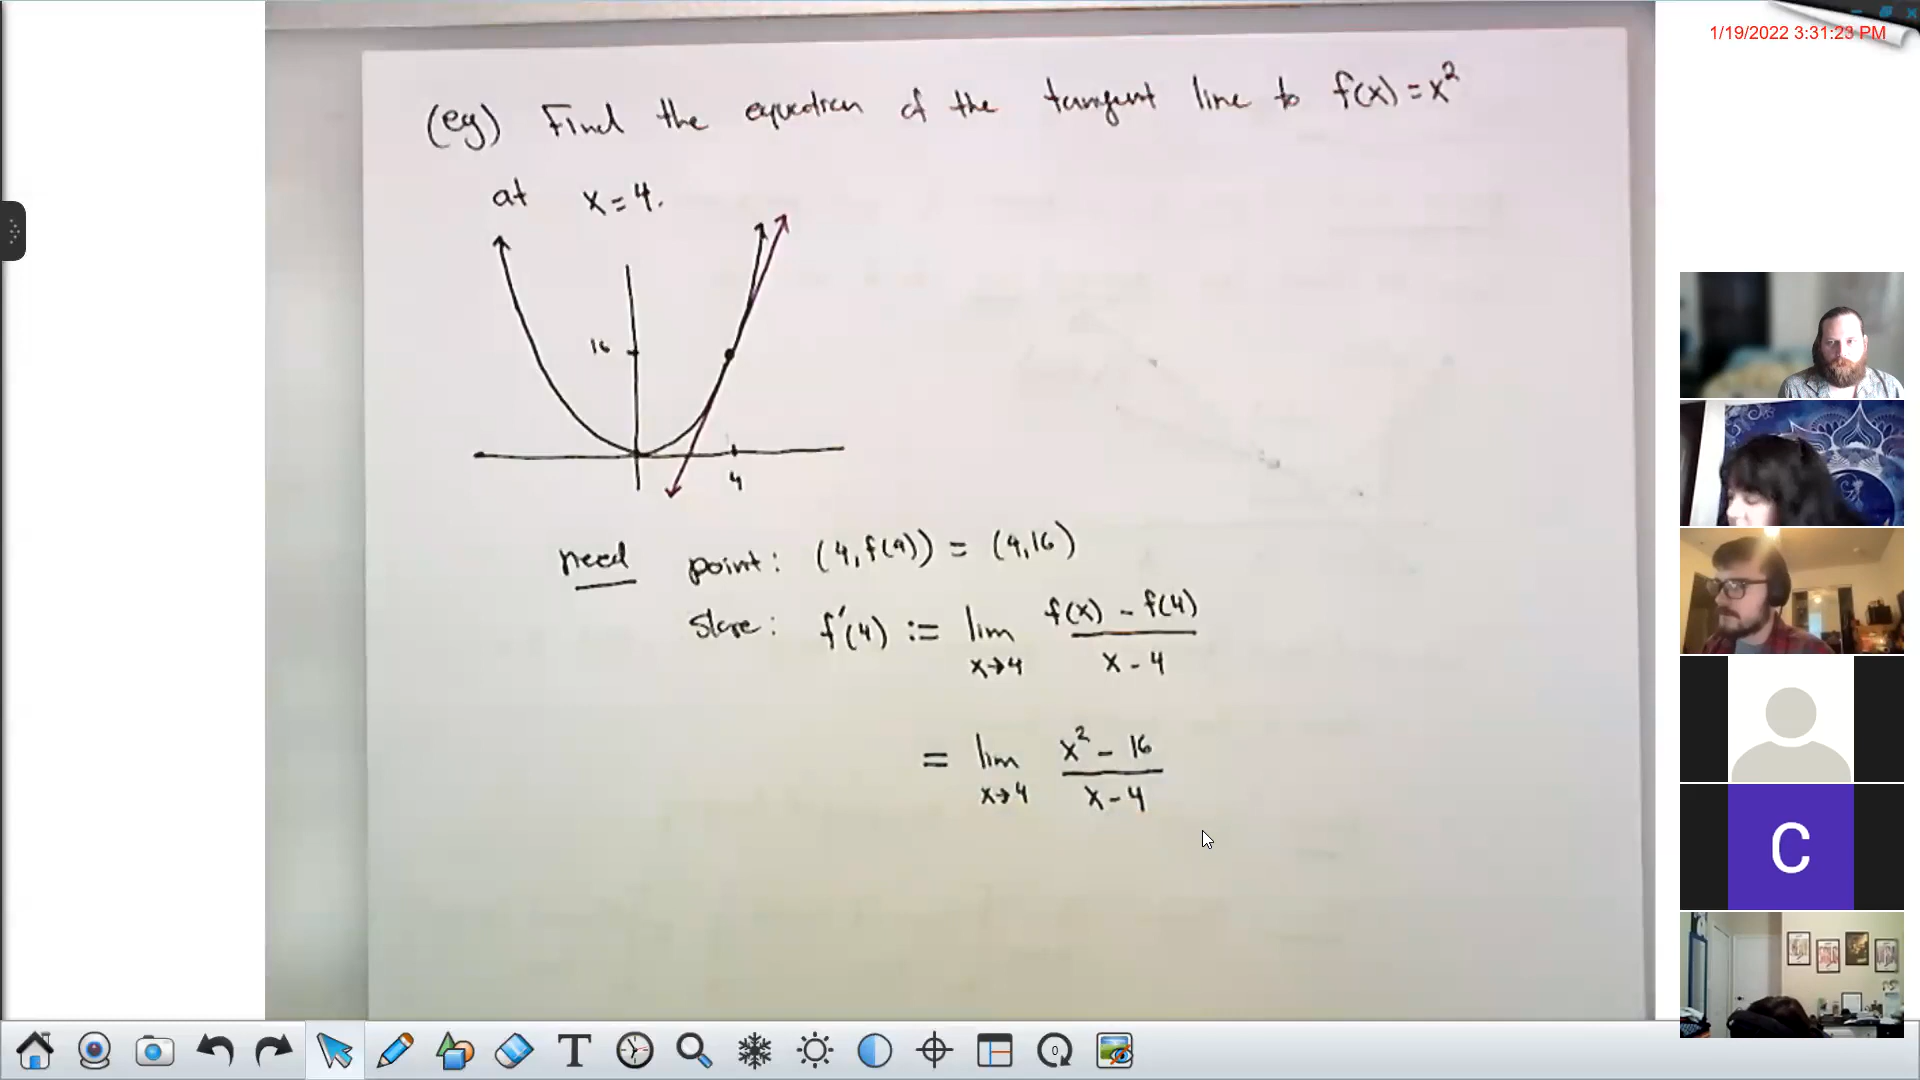 1/19/2022 3:31:23 PM
(eg) Find the equation of the tangent line to f(x) = x²
at x = 4.
16
4
need point: (4, f(4)) = (4, 16)
Slope: f'(4) := lim x→4 f(x) - f(4) / x - 4
= lim x→4 x² - 16 / x - 4
C
T
0